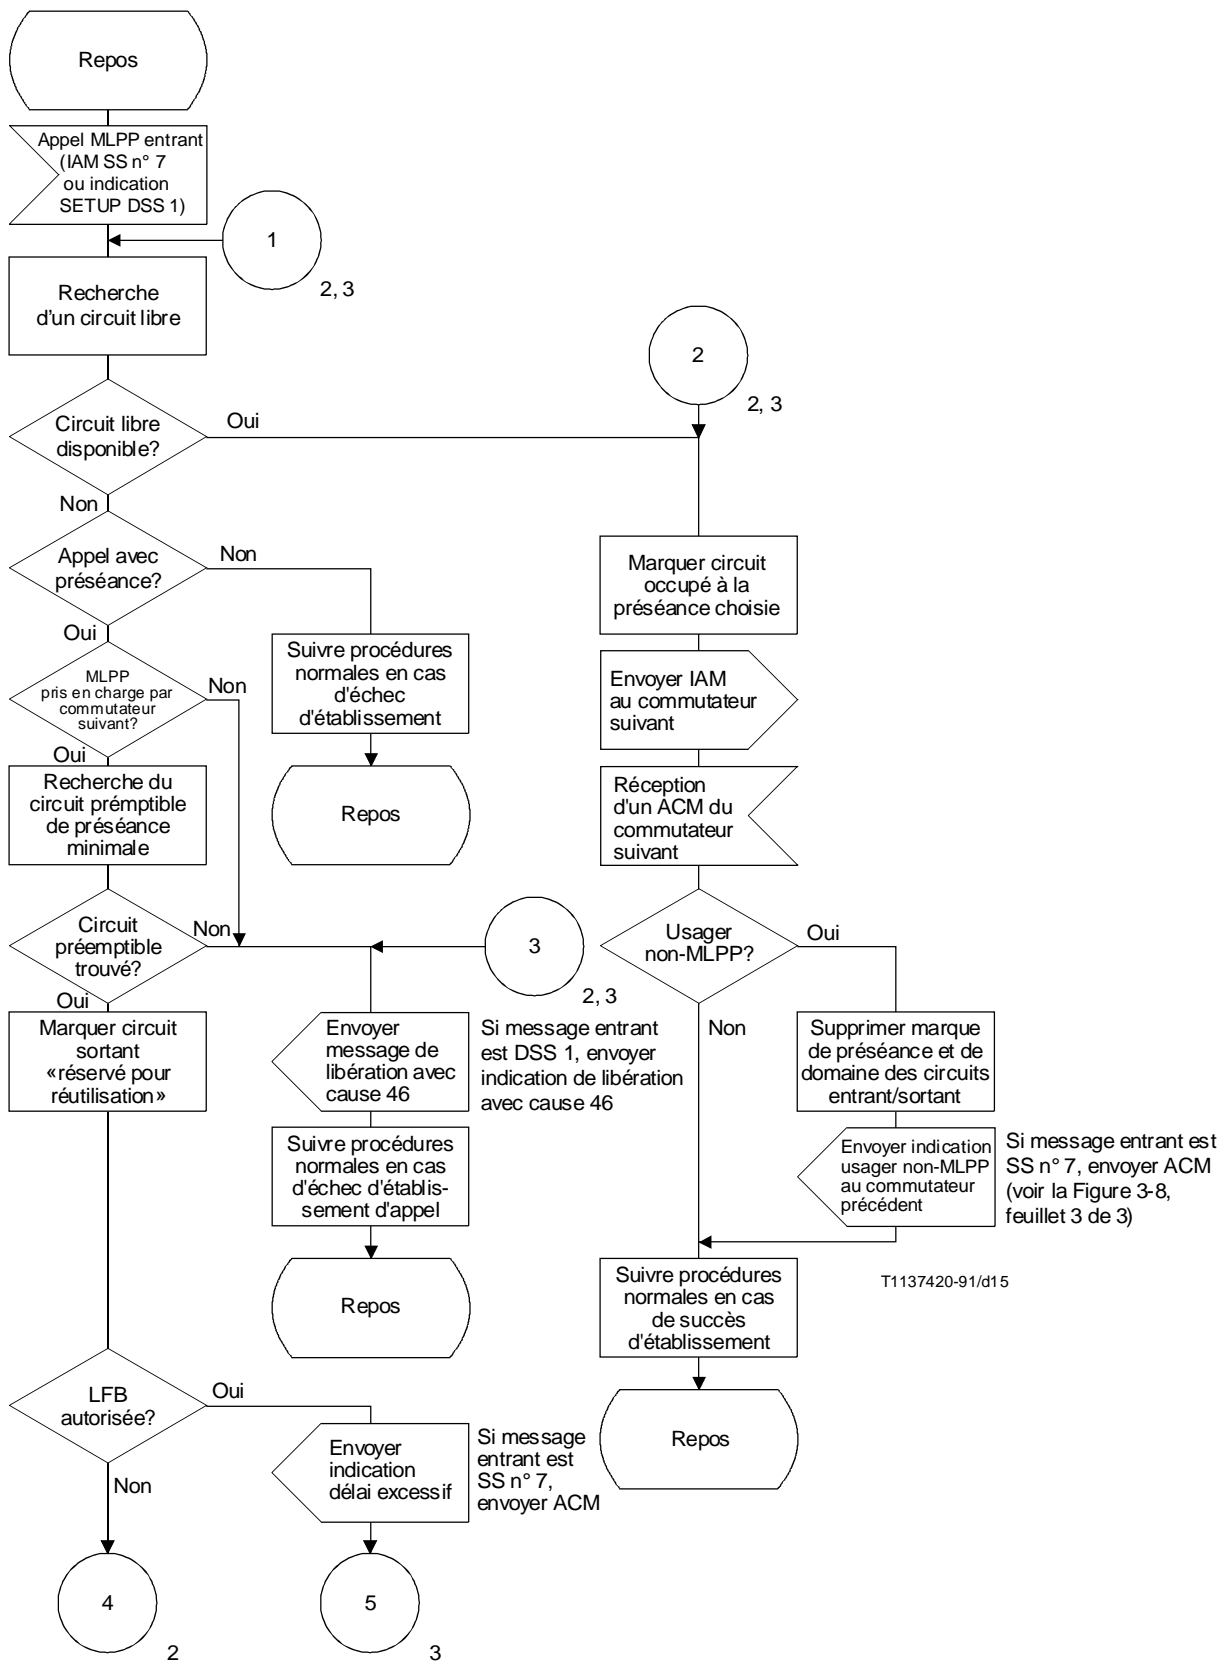 Repos
Appel MLPP entrant
(IAM SS n° 7
ou indication
SETUP DSS 1)
1
2, 3
Recherche
d'un circuit libre
2
2, 3
Circuit libre
disponible?
Oui
Non
Appel avec
préséance?
Non
Oui
Suivre procédures
normales en cas
d'échec
d'établissement
Repos
MLPP
pris en charge par
commutateur
suivant?
Non
Oui
Recherche du
circuit prémptible
de préséance
minimale
Circuit
préemptible
trouvé?
Non
Oui
3
2, 3
Marquer circuit
sortant
«réservé pour
réutilisation»
Envoyer
message de
libération avec
cause 46
Si message entrant
est DSS 1, envoyer
indication de libération
avec cause 46
Suivre procédures
normales en cas
d'échec d'établis-
sement d'appel
Repos
LFB
autorisée?
Oui
Non
Envoyer
indication
délai excessif
Si message
entrant est
SS n° 7,
envoyer ACM
4
2
5
3
Marquer circuit
occupé à la
préséance choisie
Envoyer IAM
au commutateur
suivant
Réception
d'un ACM du
commutateur
suivant
Usager
non-MLPP?
Oui
Non
Supprimer marque
de préséance et de
domaine des circuits
entrant/sortant
Envoyer indication
usager non-MLPP
au commutateur
précédent
Si message entrant est
SS n° 7, envoyer ACM
(voir la Figure 3-8,
feuillet 3 de 3)
Suivre procédures
normales en cas
de succès
d'établissement
Repos
T1137420-91/d15